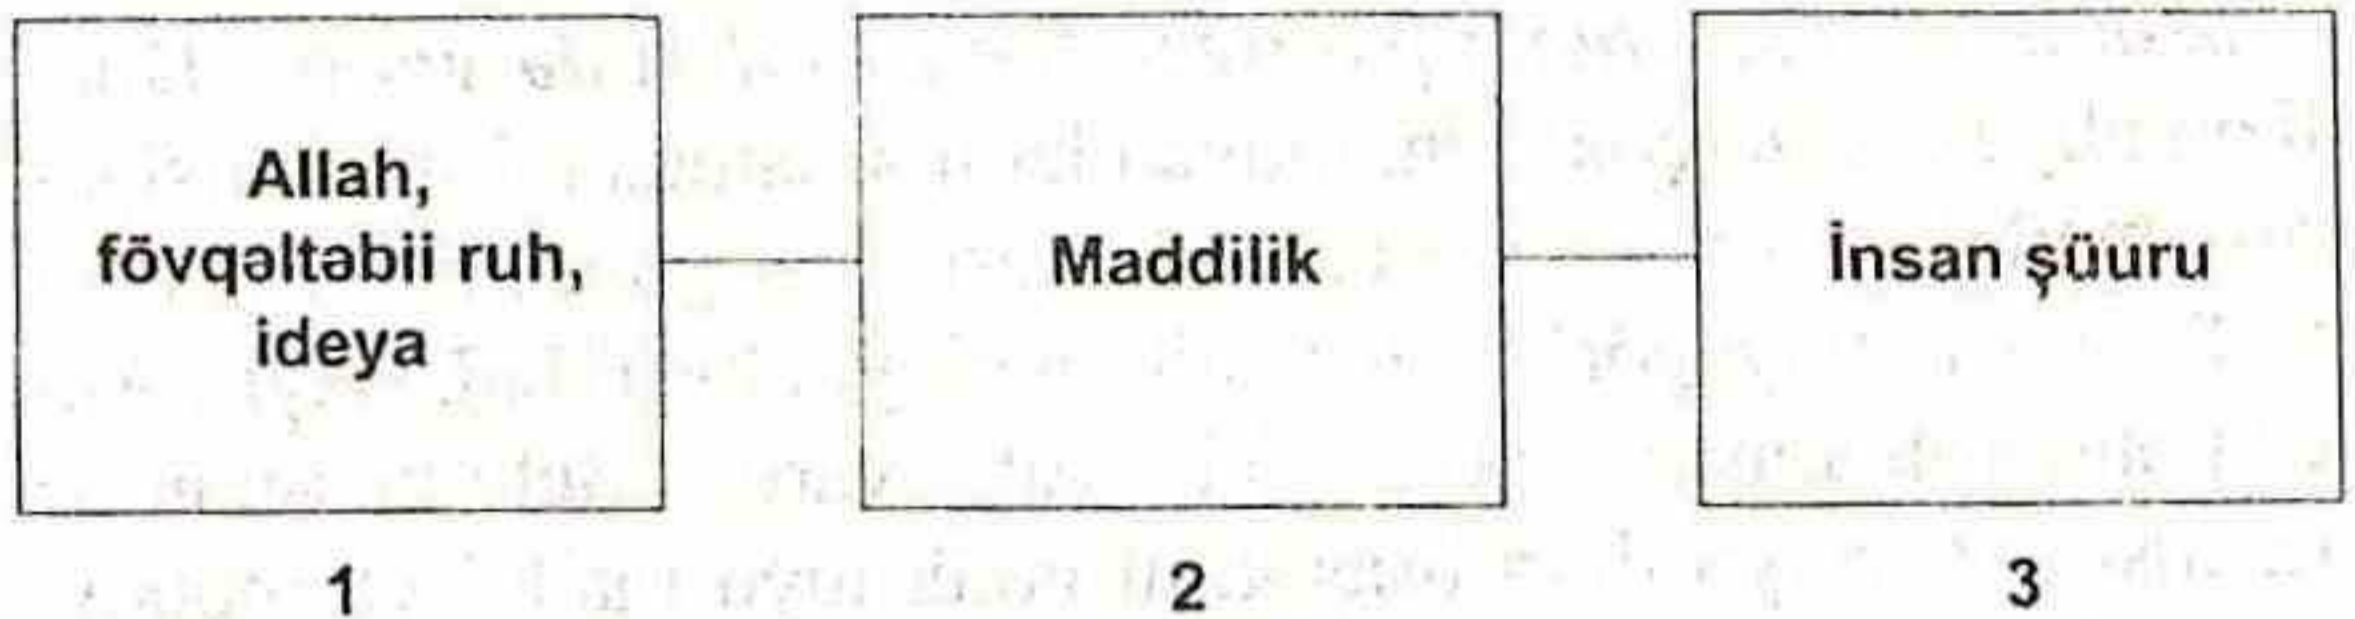 Allah,
fövqəltəbii ruh,
ideya
Maddilik
İnsan şüuru
1
2
3